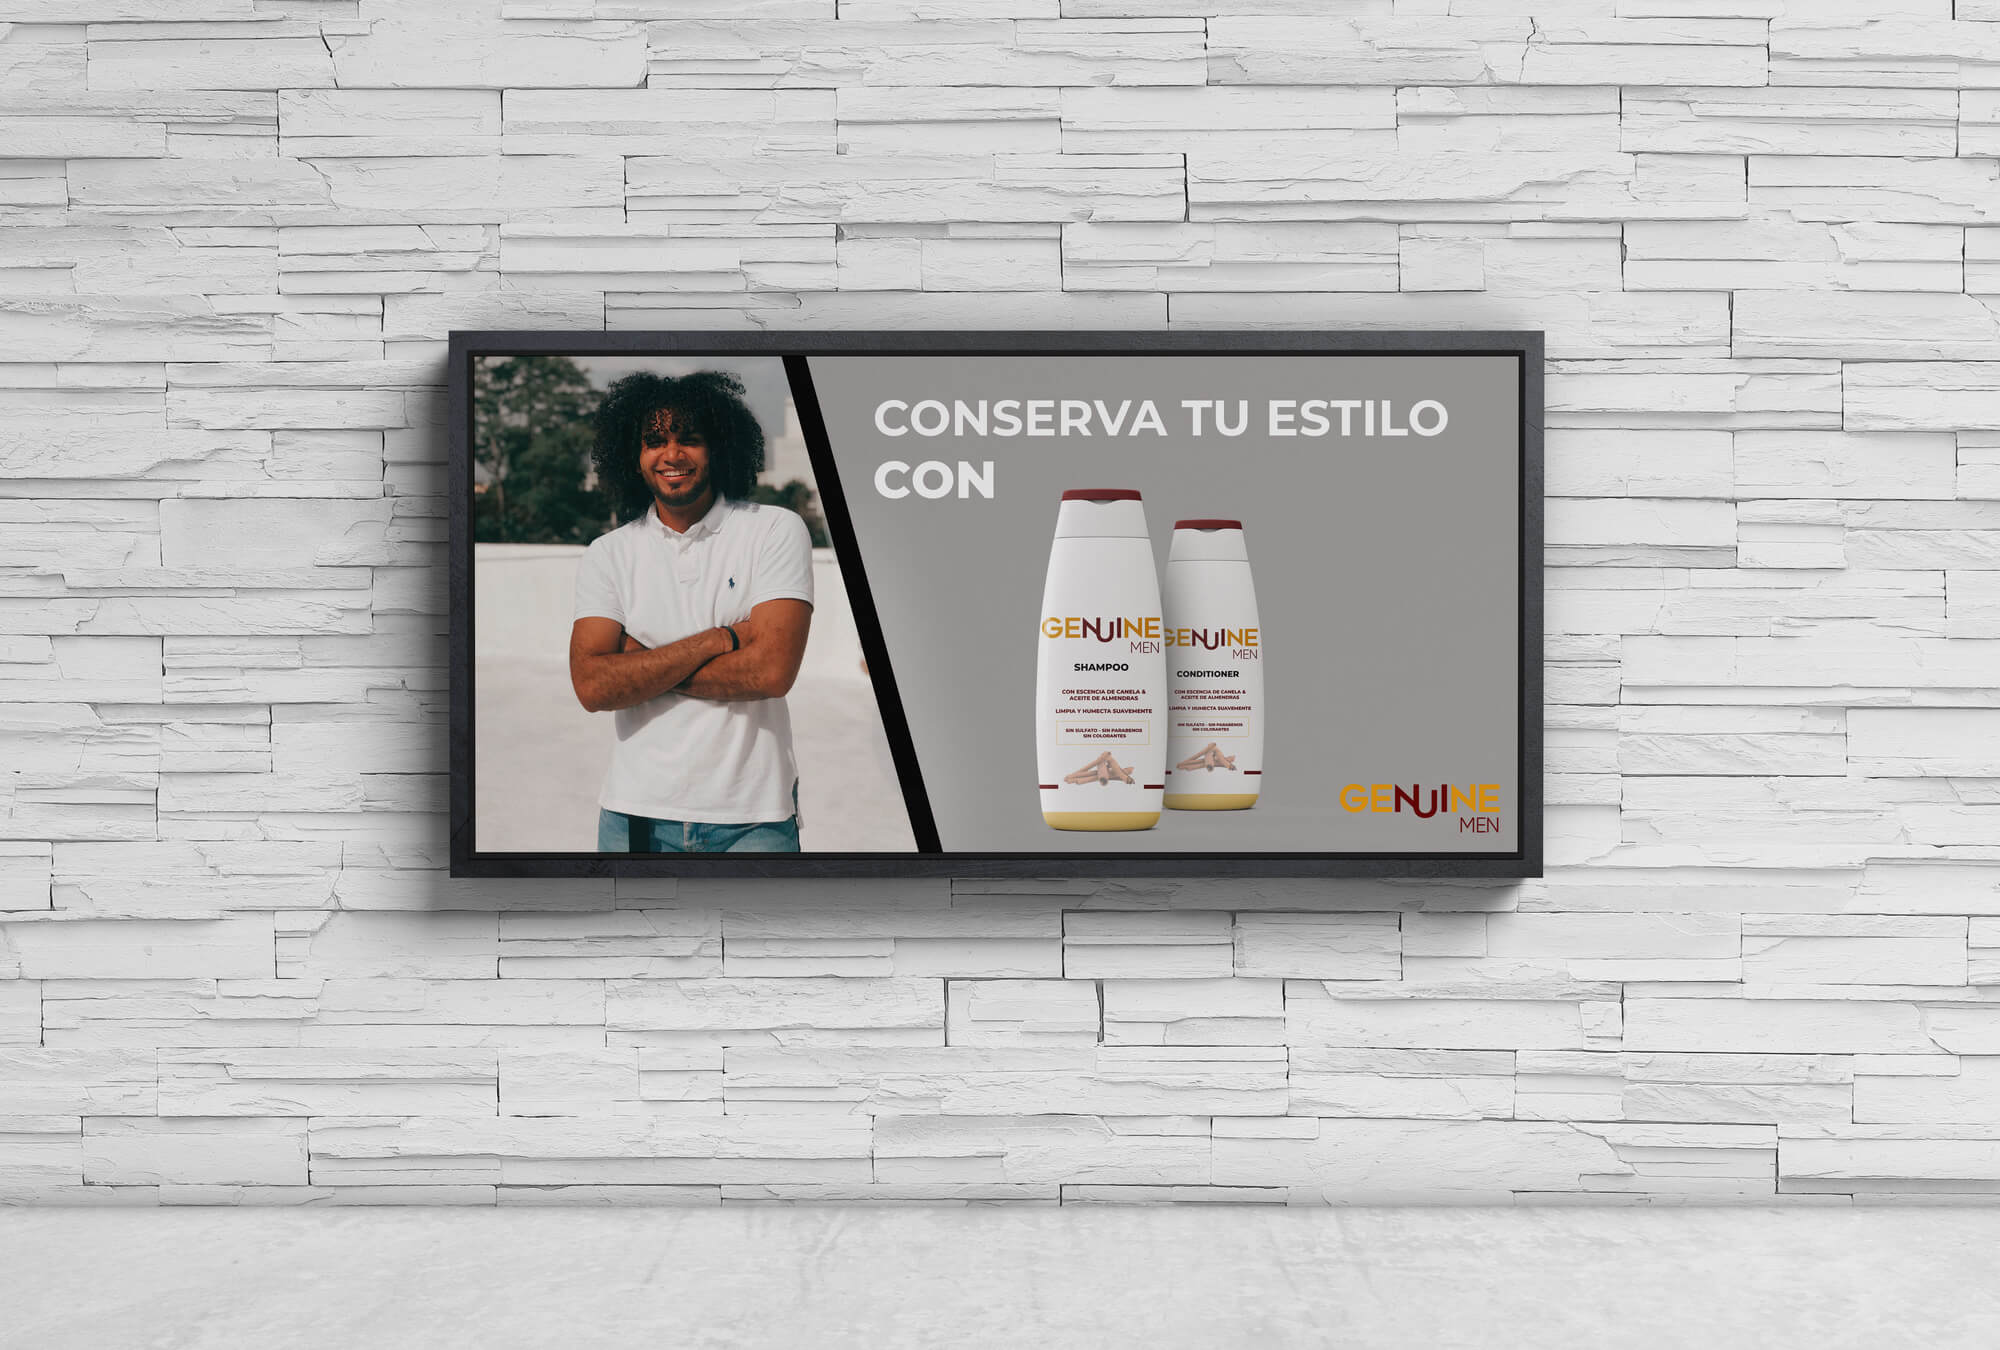 CONSERVA TU ESTILO
CON
GENUINE
MEN
SHAMPOO
CON ESCENCIA DE CANELA &
ACEITE DE ALMENDRAS
LIMPIA Y HUMECTA SUAVEMENTE
SIN SULFATO - SIN PARABENOS
SIN COLORANTES
GENUINE
MEN
CONDITIONER
CON ESCENCIA DE CANELA &
ACEITE DE ALMENDRAS
LIMPIA Y HUMECTA SUAVEMENTE
SIN SULFATO - SIN PARABENOS
SIN COLORANTES
GENUINE
MEN